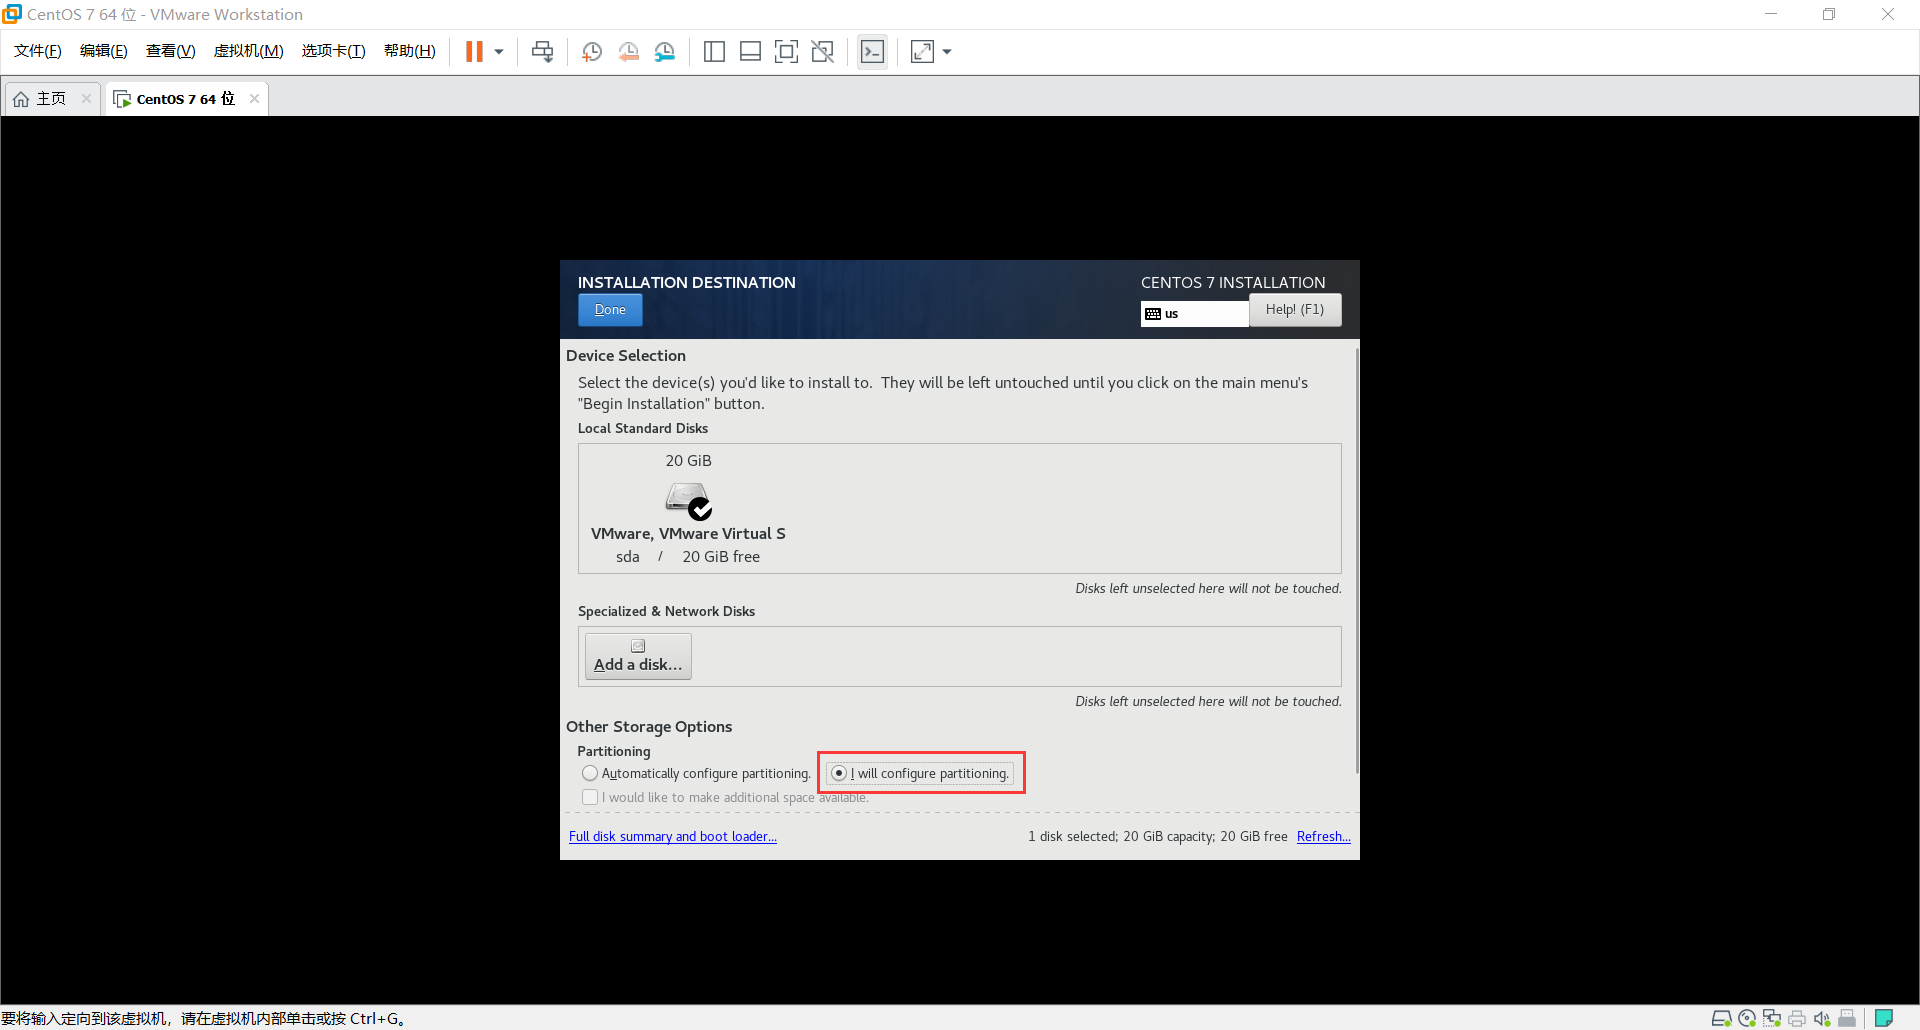 CentOS 7 64 位 - VMware Workstation
文件(F) 编辑(E) 查看(V) 虚拟机(M) 选项卡(T) 帮助(H)
主页
CentOS 7 64 位
INSTALLATION DESTINATION
CENTOS 7 INSTALLATION
Done
us
Help! (F1)
Device Selection
Select the device(s) you'd like to install to. They will be left untouched until you click on the main menu's
"Begin Installation" button.
Local Standard Disks
20 GiB
VMware, VMware Virtual S
sda / 20 GiB free
Disks left unselected here will not be touched.
Specialized & Network Disks
Add a disk...
Disks left unselected here will not be touched.
Other Storage Options
Partitioning
Automatically configure partitioning. I will configure partitioning.
I would like to make additional space available.
Full disk summary and boot loader...
1 disk selected; 20 GiB capacity; 20 GiB free Refresh...
要将输入定向到该虚拟机，请在虚拟机内部单击或按 Ctrl+G。